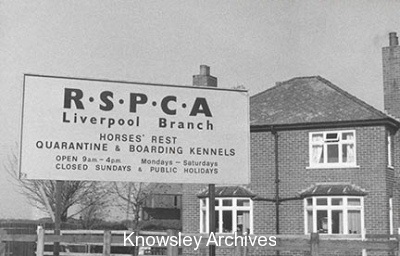 R·S·P·C·A
Liverpool Branch
HORSES' REST
QUARANTINE & BOARDING KENNELS
OPEN 9am - 4pm Mondays - Saturdays
CLOSED SUNDAYS & PUBLIC HOLIDAYS
Knowsley Archives